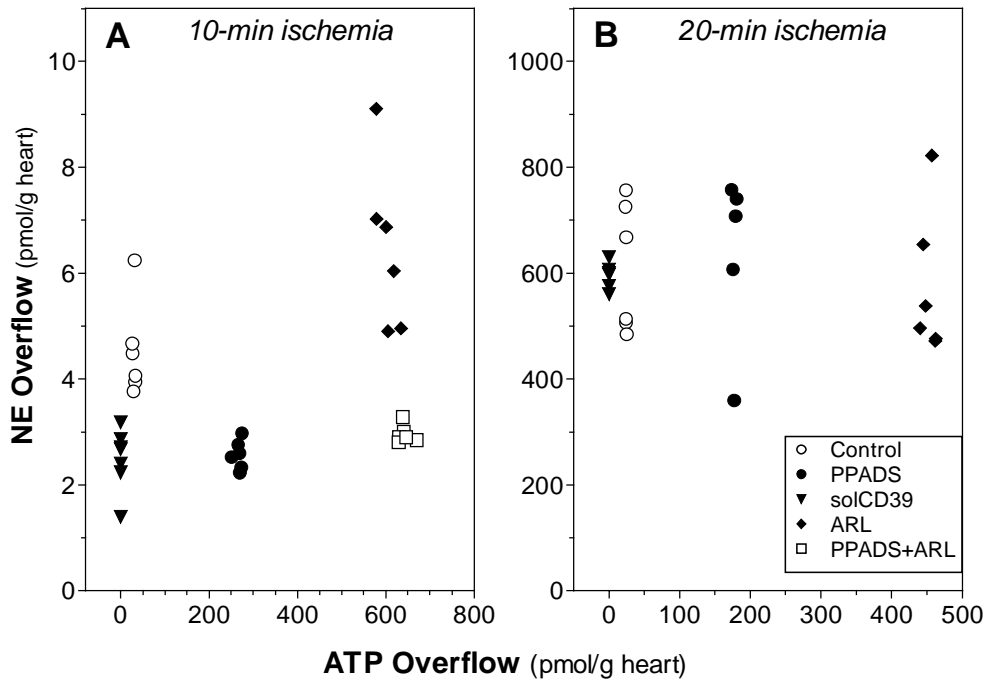 A 10-min ischemia
B 20-min ischemia
NE Overflow (pmol/g heart)
10
8
6
4
2
0
0 200 400 600 800
1000
800
600
400
200
0
0 100 200 300 400 500
Control
PPADS
solCD39
ARL
PPADS+ARL
ATP Overflow (pmol/g heart)